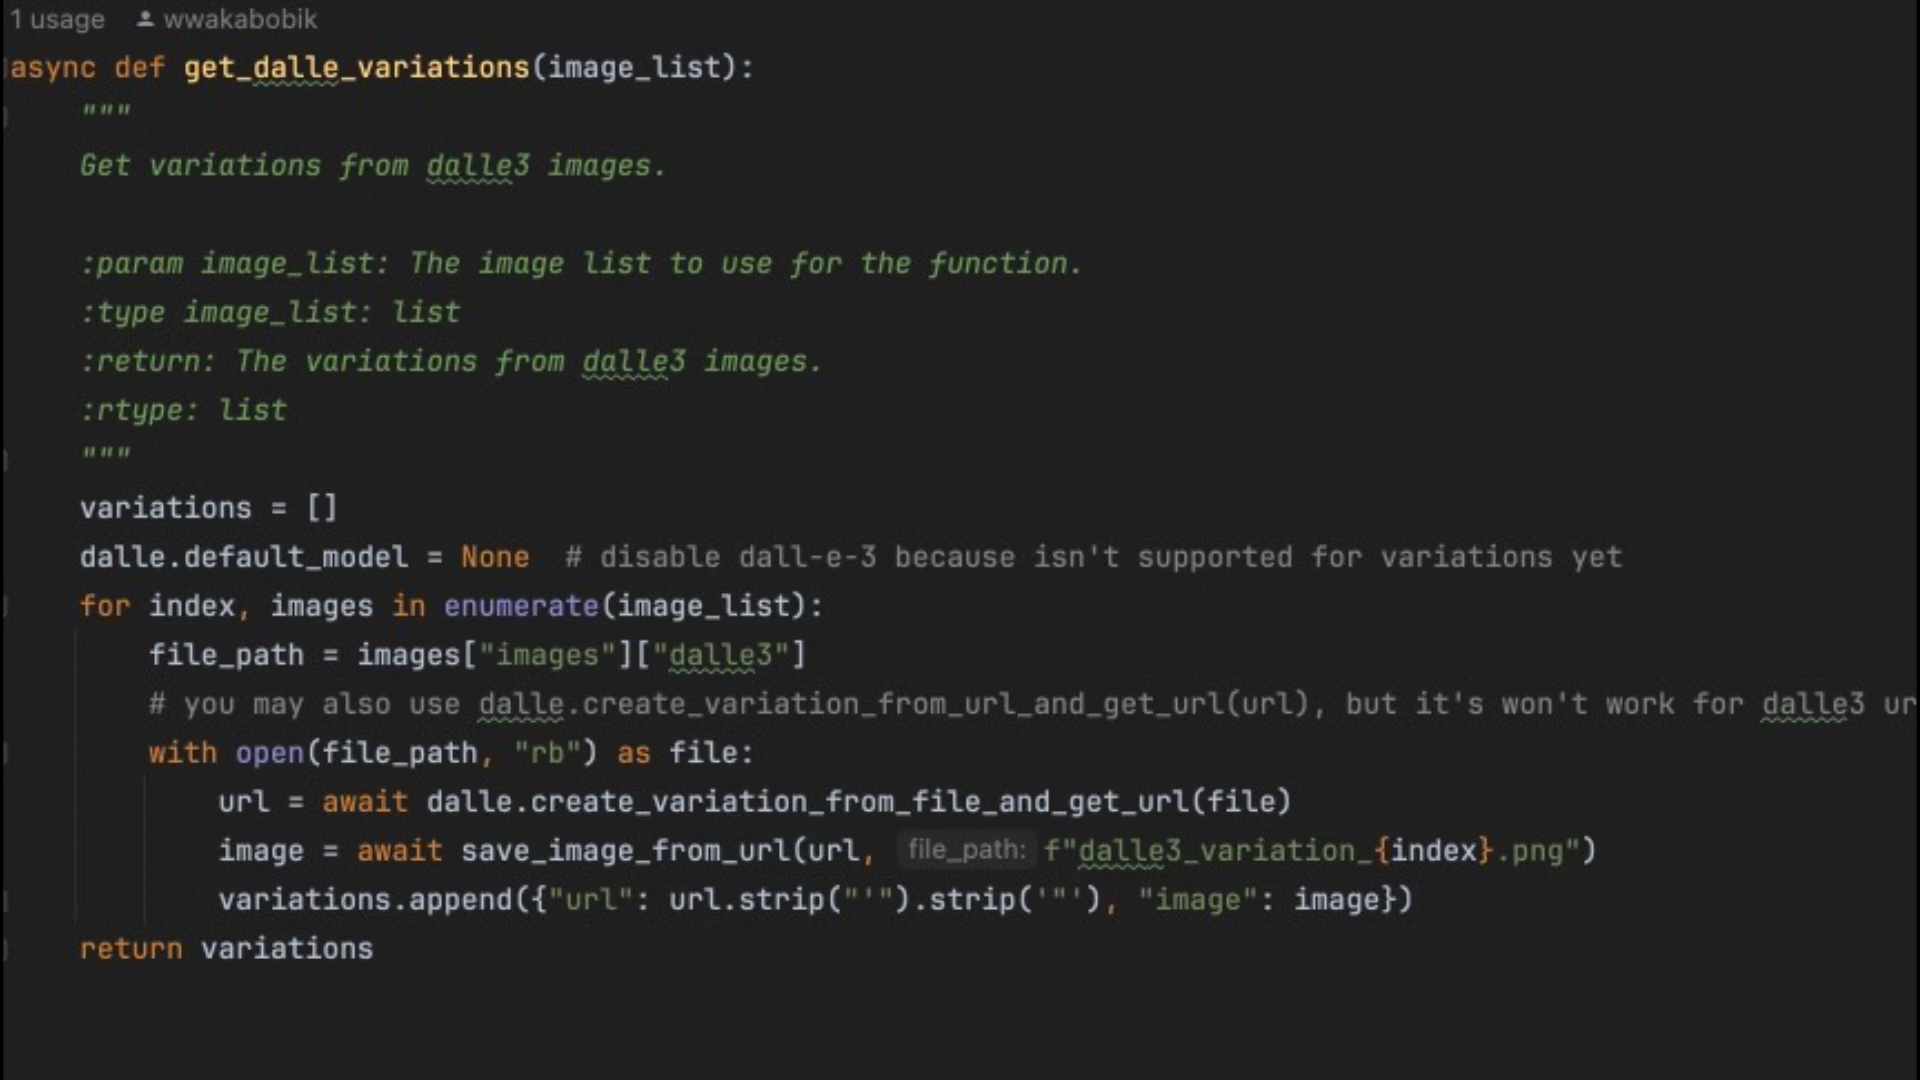 1 usage wwakabobik
async def get_dalle_variations(image_list):
"""
Get variations from dalle3 images.
:param image_list: The image list to use for the function.
:type image_list: list
:return: The variations from dalle3 images.
:rtype: list
"""
variations = []
dalle.default_model = None # disable dall-e-3 because isn't supported for variations yet
for index, images in enumerate(image_list):
file_path = images["images"]["dalle3"]
# you may also use dalle.create_variation_from_url_and_get_url(url), but it's won't work for dalle3 ur
with open(file_path, "rb") as file:
url = await dalle.create_variation_from_file_and_get_url(file)
image = await save_image_from_url(url, file_path: f"dalle3_variation_{index}.png")
variations.append({"url": url.strip("'").strip('"'), "image": image})
return variations